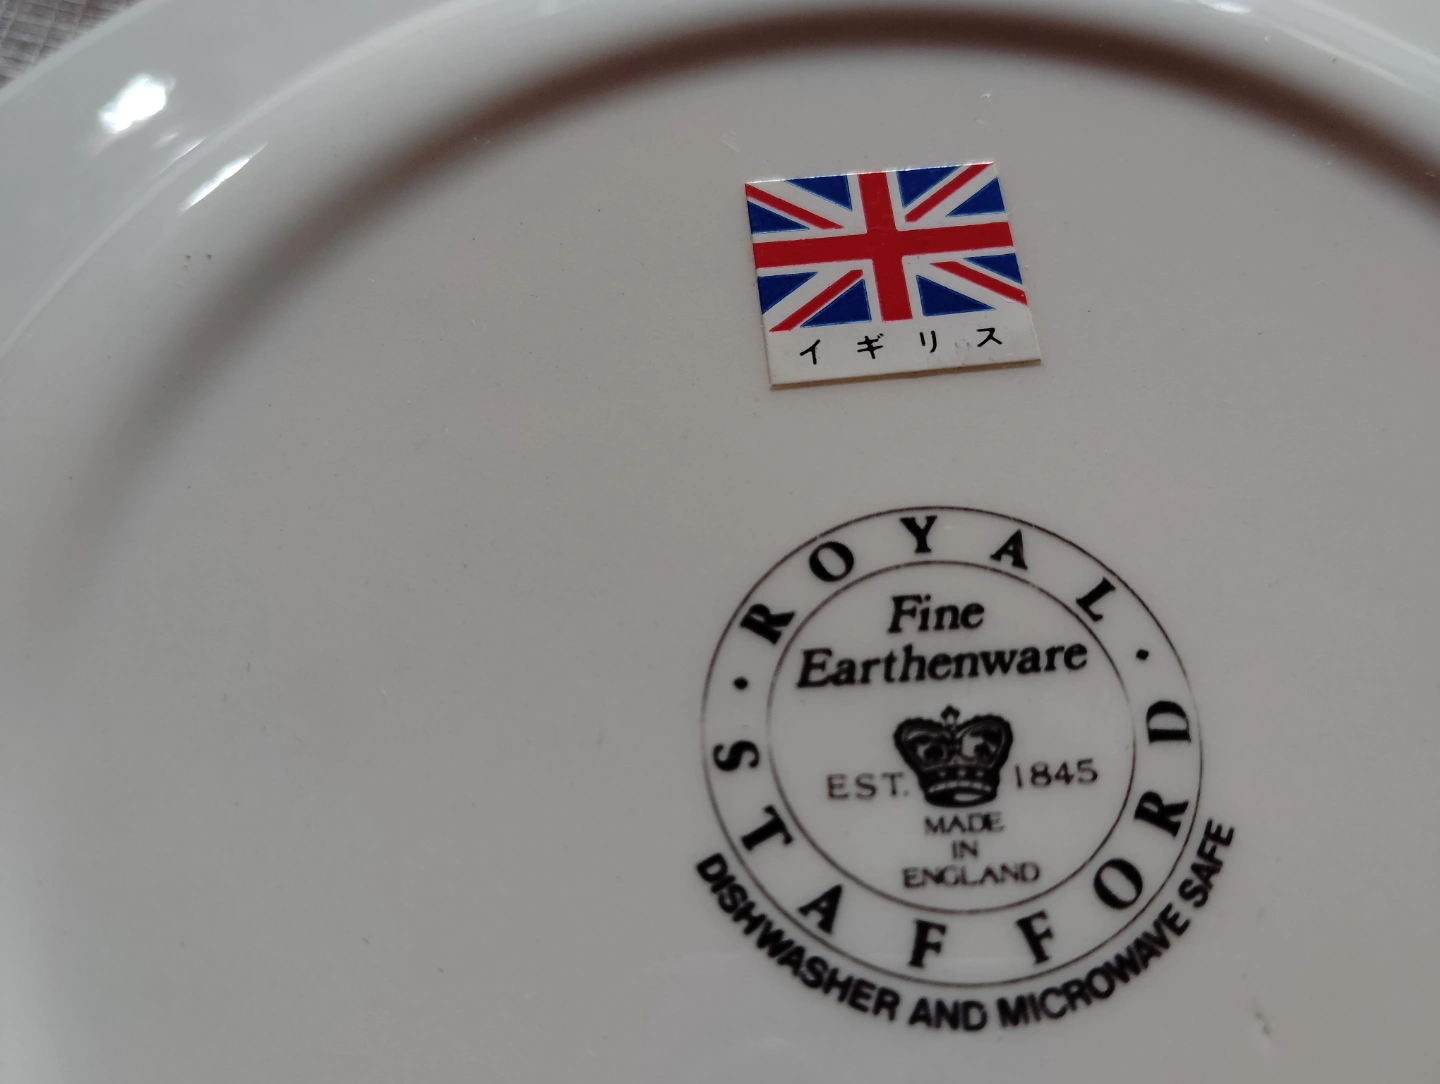 イギリス
ROYAL
Fine
Earthenware
EST. 1845
MADE
IN
ENGLAND
STAFFORD
DISHWASHER AND MICROWAVE SAFE